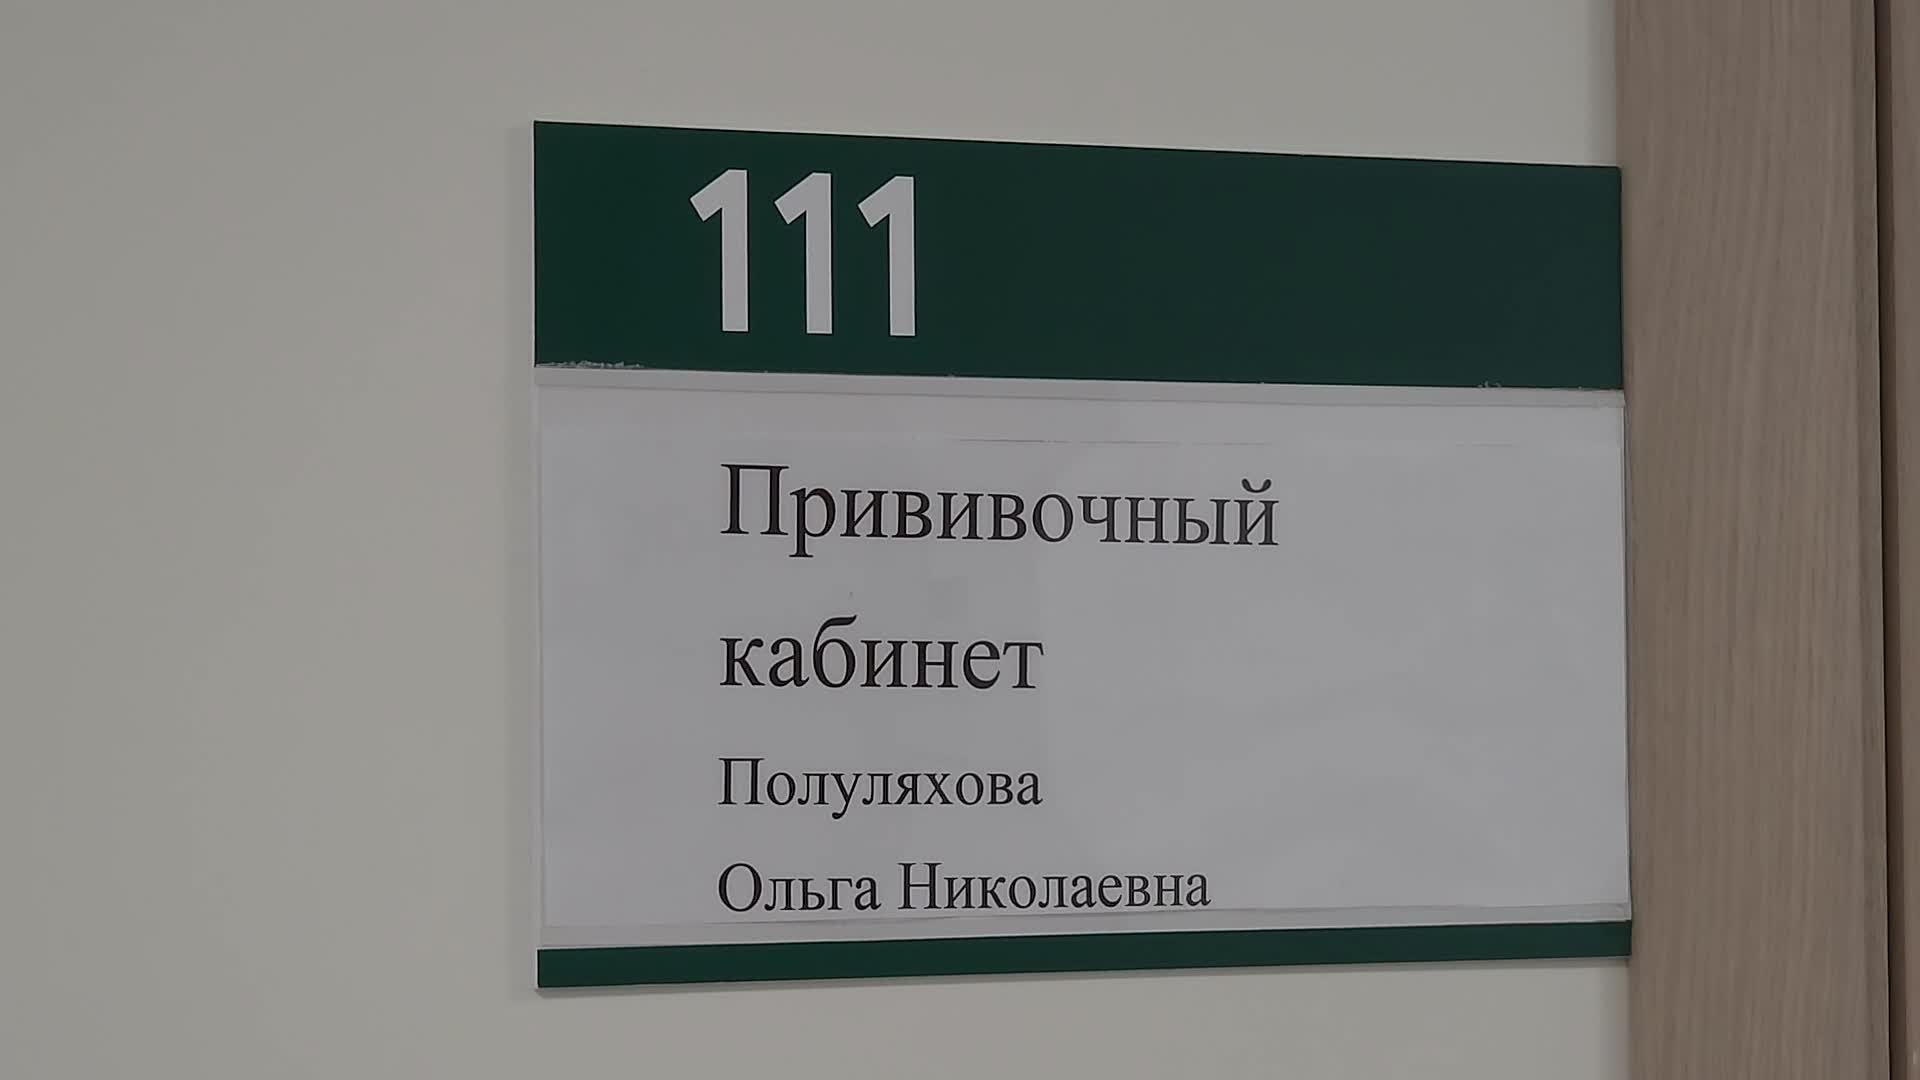 111
Прививочный
кабинет
Полуляхова
Ольга Николаевна